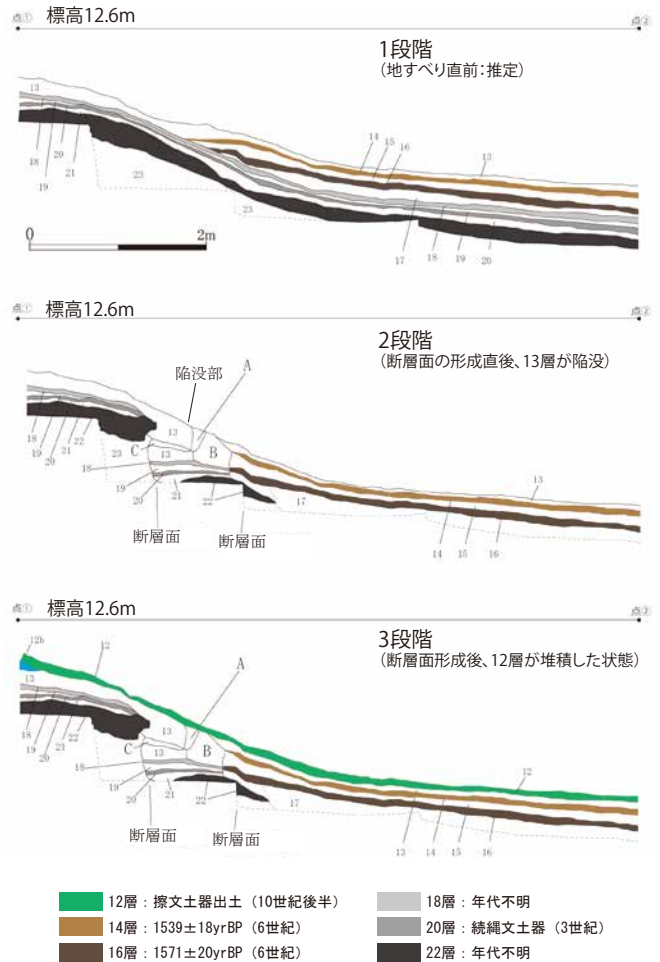 点① 標高12.6m 点②
1段階
(地すべり直前:推定)
13
18
20
19
21
23
23
14
15
16
13
17
18
19
20
0 2m
点① 標高12.6m 点②
2段階
(断層面の形成直後、13層が陥没)
陥没部
A
13
B
C
13
18
19
20
21
22
23
18
19
20
21
22
17
断層面
断層面
13
14
15
16
点① 標高12.6m 点②
3段階
(断層面形成後、12層が堆積した状態)
12b
12
A
13
13
B
C
13
18
19
20
21
22
23
18
19
20
21
22
17
断層面
断層面
12
13
14
15
16
12層:擦文土器出土(10世紀後半)
14層:1539±18yrBP(6世紀)
16層:1571±20yrBP(6世紀)
18層:年代不明
20層:続縄文土器(3世紀)
22層:年代不明